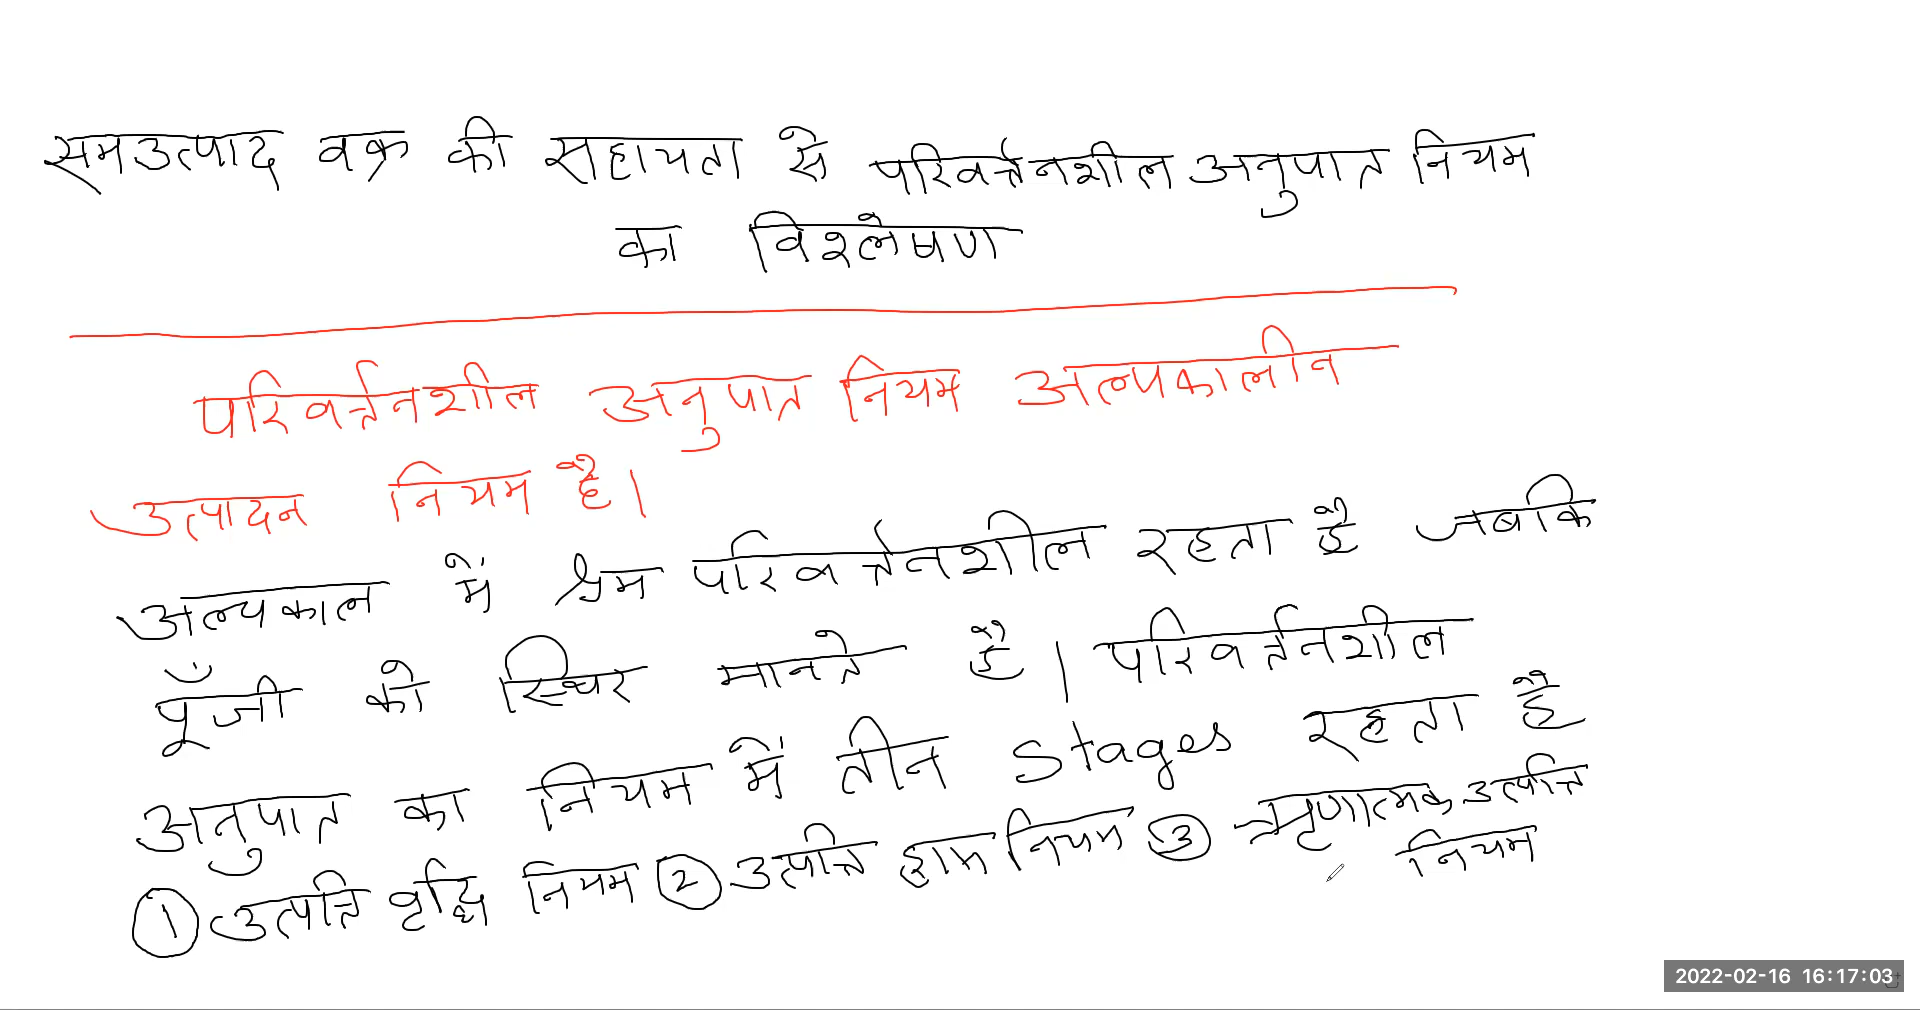 समउत्पाद वक्र की सहायता से परिवर्त्तनशील अनुपात नियम
का विश्लेषण
परिवर्त्तनशील अनुपात नियम अल्पकालीन
उत्पादन नियम है।
अल्पकाल में श्रम परिवर्त्तनशील रहता है जबकि
पूँजी को स्थिर मानते है। परिवर्तनशील
अनुपात का नियम में तीन Stages रहता है
① उत्पत्ति वृद्धि नियम ② उत्पत्ति ह्रास नियम ③ ऋणात्मक उत्पत्ति
नियम
2022-02-16 16:17:03